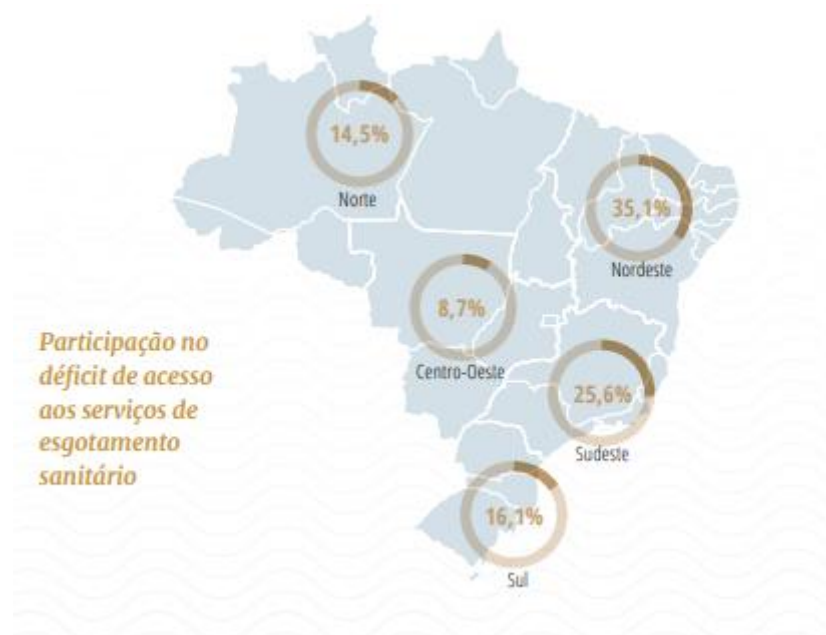 14,5%
Norte
35,1%
Nordeste
8,7%
Centro-Oeste
Participação no
déficit de acesso
aos serviços de
esgotamento
sanitário
25,6%
Sudeste
16,1%
Sul